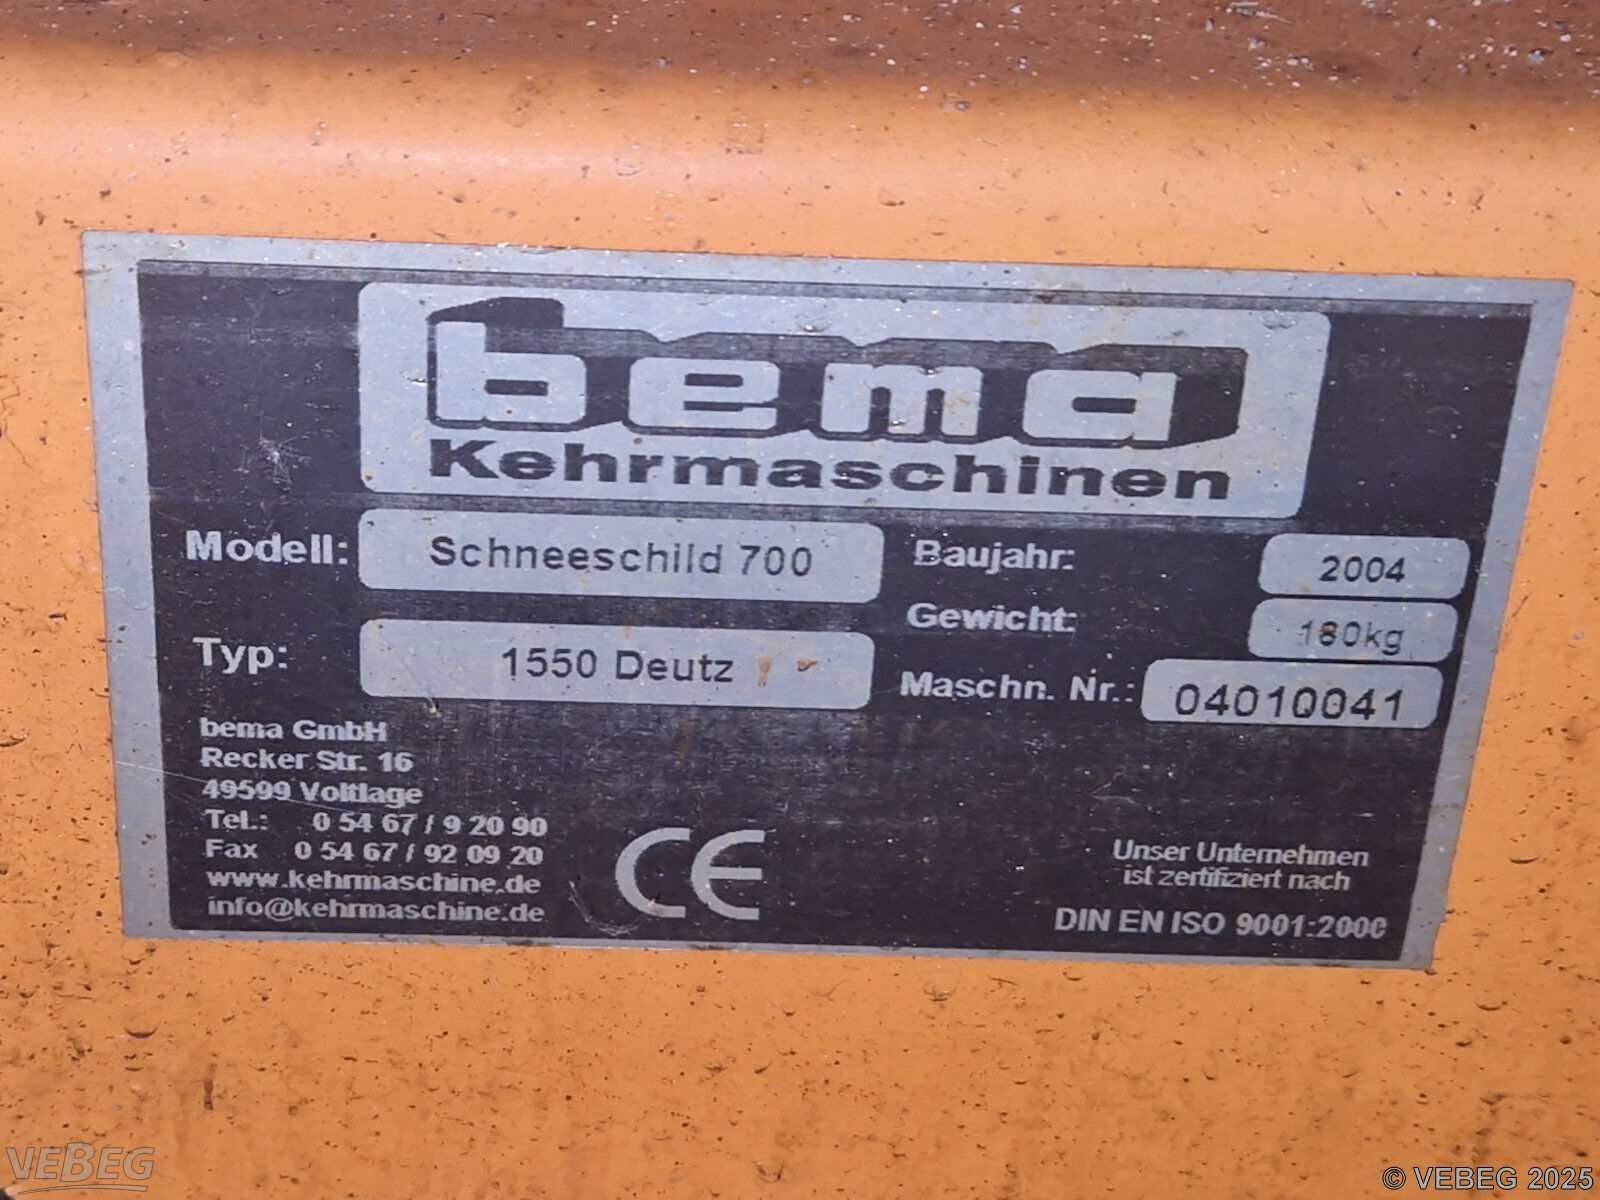 bema
Kehrmaschinen
Modell: Schneeschild 700
Typ: 1550 Deutz
Baujahr: 2004
Gewicht: 180kg
Maschn. Nr.: 04010041
bema GmbH
Recker Str. 16
49599 Voltlage
Tel.: 0 54 67 / 9 20 90
Fax 0 54 67 / 92 09 20
www.kehrmaschine.de
info@kehrmaschine.de
CE
Unser Unternehmen
ist zertifiziert nach
DIN EN ISO 9001:2000
VEBEG
© VEBEG 2025